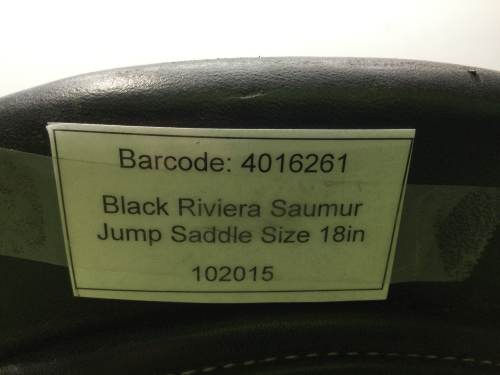 Barcode: 4016261
Black Riviera Saumur
Jump Saddle Size 18in
102015